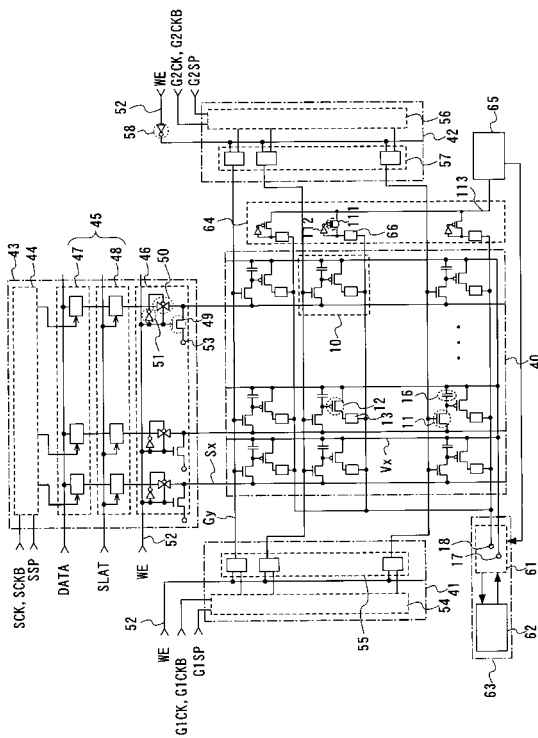 43
44
45
47
48
46
50
51
49
53
SCK, SCKB
SSP
DATA
SLAT
WE
52
WE
52
58
G2CK, G2CKB
G2SP
56
42
57
64
65
112
111
113
66
10
16
12
13
11
40
Sx
Vx
Gy
52
WE
G1CK, G1CKB
G1SP
41
54
55
18
17
61
62
63